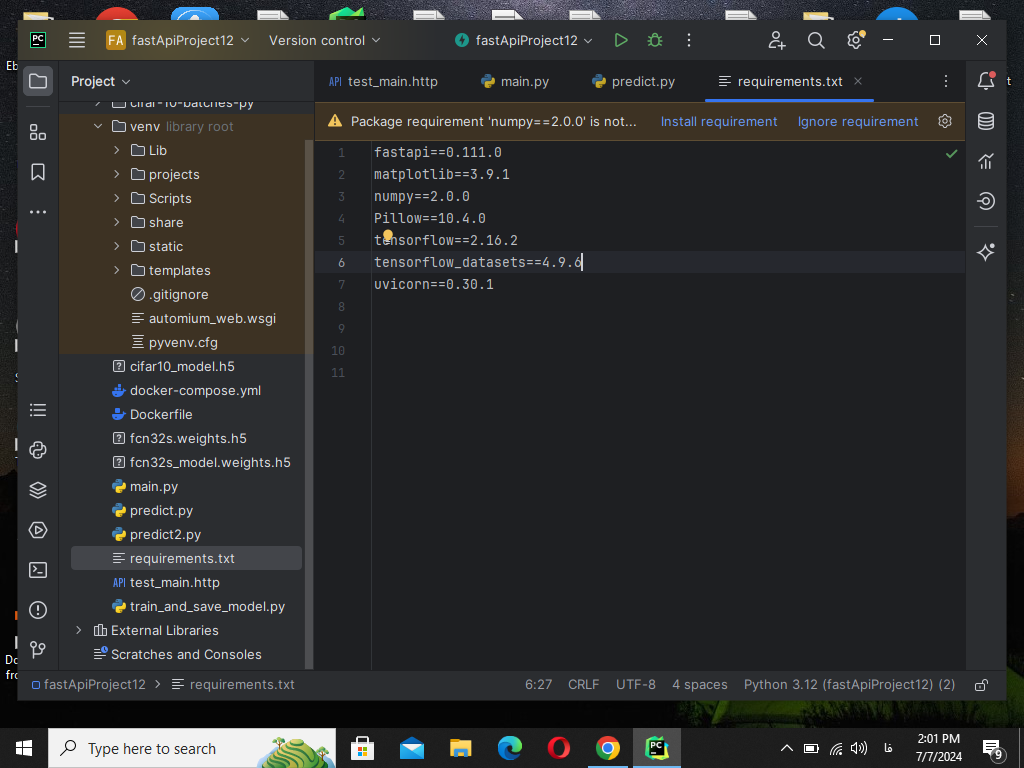 Eb
PC
FA fastApiProject12
Version control
fastApiProject12
Project
API test_main.http
main.py
predict.py
requirements.txt
cifar-10-batches-py
venv library root
Package requirement 'numpy==2.0.0' is not...
Install requirement
Ignore requirement
Lib
projects
Scripts
share
static
templates
.gitignore
automium_web.wsgi
pyvenv.cfg
cifar10_model.h5
docker-compose.yml
Dockerfile
fcn32s.weights.h5
fcn32s_model.weights.h5
main.py
predict.py
predict2.py
requirements.txt
API test_main.http
train_and_save_model.py
External Libraries
Scratches and Consoles
1 fastapi==0.111.0
2 matplotlib==3.9.1
3 numpy==2.0.0
4 Pillow==10.4.0
5 tensorflow==2.16.2
6 tensorflow_datasets==4.9.6
7 uvicorn==0.30.1
8
9
10
11
Do
fro
fastApiProject12 > requirements.txt
6:27 CRLF UTF-8 4 spaces Python 3.12 (fastApiProject12) (2)
Type here to search
PC
فا
2:01 PM
7/7/2024
9